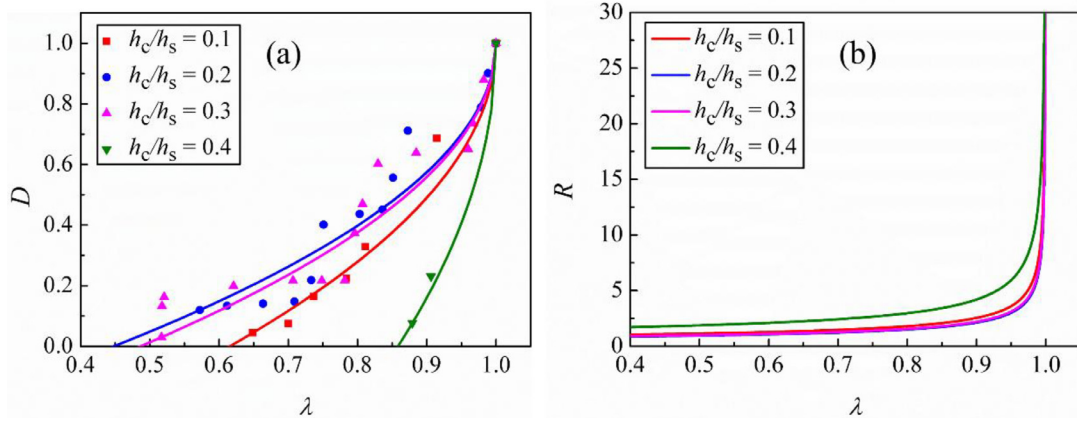 (a)
h_c/h_s = 0.1
h_c/h_s = 0.2
h_c/h_s = 0.3
h_c/h_s = 0.4
D
1.0
0.8
0.6
0.4
0.2
0.0
0.4 0.5 0.6 0.7 0.8 0.9 1.0
λ
(b)
h_c/h_s = 0.1
h_c/h_s = 0.2
h_c/h_s = 0.3
h_c/h_s = 0.4
R
30
25
20
15
10
5
0
0.4 0.5 0.6 0.7 0.8 0.9 1.0
λ